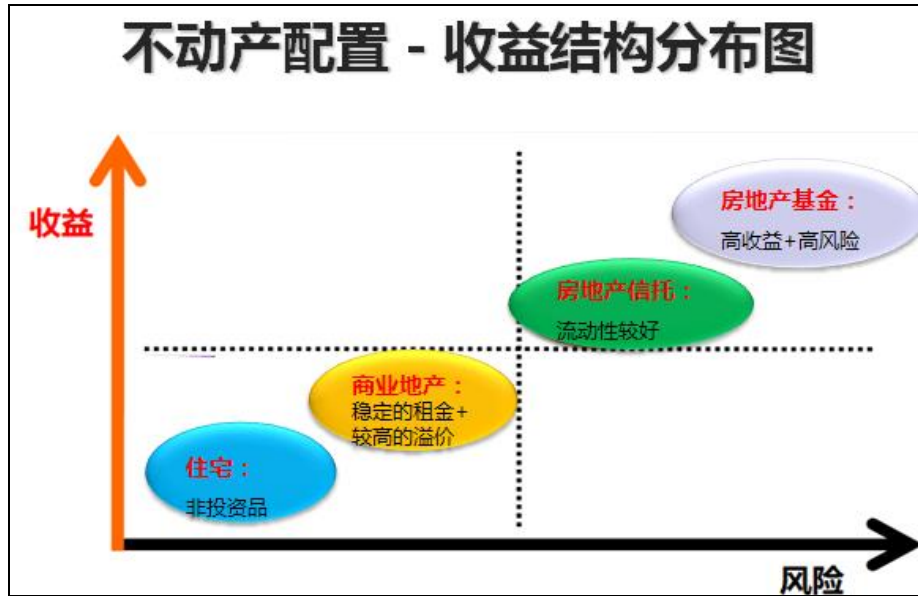 不动产配置 - 收益结构分布图
收益
房地产基金：
高收益+高风险
房地产信托：
流动性较好
商业地产：
稳定的租金+
较高的溢价
住宅：
非投资品
风险